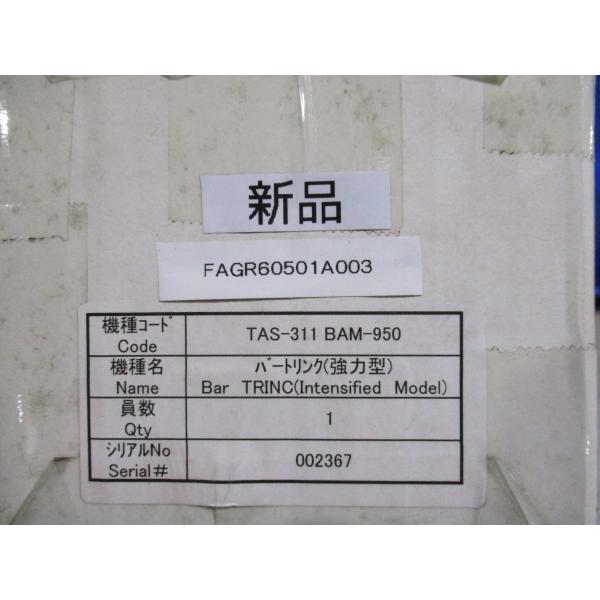 新品
FAGR60501A003
機種ｺｰﾄﾞ
Code
TAS-311 BAM-950
機種名
Name
ﾊﾞｰトリンク(強力型)
Bar TRINC(Intensified Model)
員数
Qty
1
シリアルNo
Serial#
002367